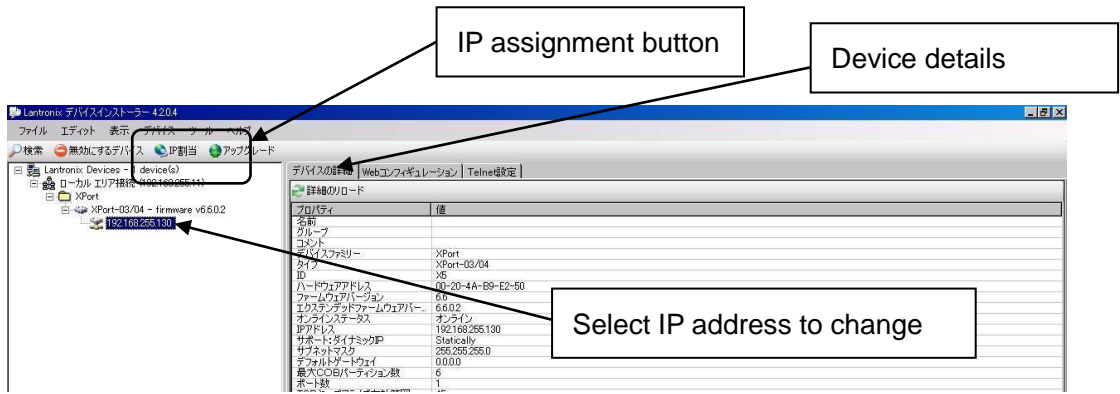 IP assignment button
Device details
Lantronix デバイスインストーラー 4.2.0.4
ファイル エディット 表示 デバイス ツール ヘルプ
検索 無効にするデバイス IP割当 アップグレード
Lantronix Devices - 1 device(s)
ローカル エリア接続 (192.168.255.11)
XPort
XPort-03/04 - firmware v6.6.0.2
192.168.255.130
デバイスの詳細 Webコンフィギュレーション Telnet設定
詳細のリロード
プロパティ 値
名前
グループ
コメント
デバイスファミリー XPort
タイプ XPort-03/04
ID X5
ハードウェアアドレス 00-20-4A-B9-E2-50
ファームウェアバージョン 6.6
エクステンデッドファームウェアバー... 6.6.0.2
オンラインステータス オンライン
IPアドレス 192.168.255.130
サポート:ダイナミックIP Statically
サブネットマスク 255.255.255.0
デフォルトゲートウェイ 0.0.0.0
最大COBパーティション数 6
ポート数 1
Select IP address to change